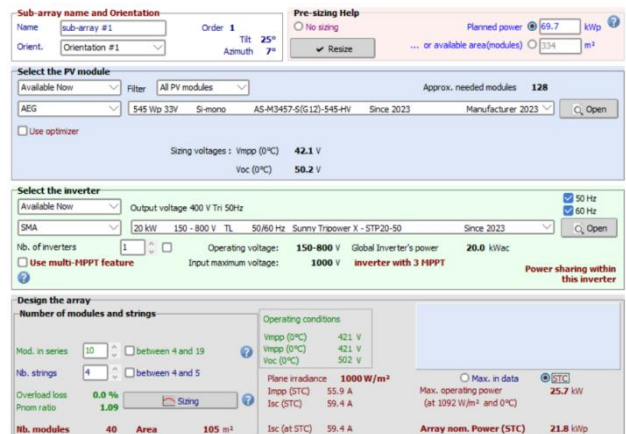 Sub-array name and Orientation
Name sub-array #1 Order 1
Orient. Orientation #1 Tilt 25°
Azimuth 7°
Pre-sizing Help
No sizing Planned power 69.7 kWp ?
Resize ... or available area(modules) 334 m²
Select the PV module
Available Now Filter All PV modules Approx. needed modules 128
AEG 545 Wp 33V Si-mono AS-M3457-S(G12)-545-HV Since 2023 Manufacturer 2023 Open
Use optimizer
Sizing voltages : Vmpp (0°C) 42.1 V
Voc (0°C) 50.2 V
Select the inverter
Available Now Output voltage 400 V Tri 50Hz 50 Hz
60 Hz
SMA 20 kW 150 - 800 V TL 50/60 Hz Sunny Tripower X - STP20-50 Since 2023 Open
Nb. of inverters 1 Operating voltage: 150-800 V Global Inverter's power 20.0 kWac
Use multi-MPPT feature Input maximum voltage: 1000 V inverter with 3 MPPT Power sharing within
this inverter
?
Design the array
Number of modules and strings
Mod. in series 10 between 4 and 19 ?
Nb. strings 4 between 4 and 5
Overload loss 0.0 %
Pnom ratio 1.09 Sizing ?
Nb. modules 40 Area 105 m²
Operating conditions
Vmpp (0°C) 421 V
Vmpp (0°C) 421 V
Voc (0°C) 502 V
Plane irradiance 1000 W/m²
Impp (STC) 55.9 A
Isc (STC) 59.4 A
Isc (at STC) 59.4 A
Max. in data STC
Max. operating power 25.7 kW
(at 1092 W/m² and 0°C)
Array nom. Power (STC) 21.8 kWp